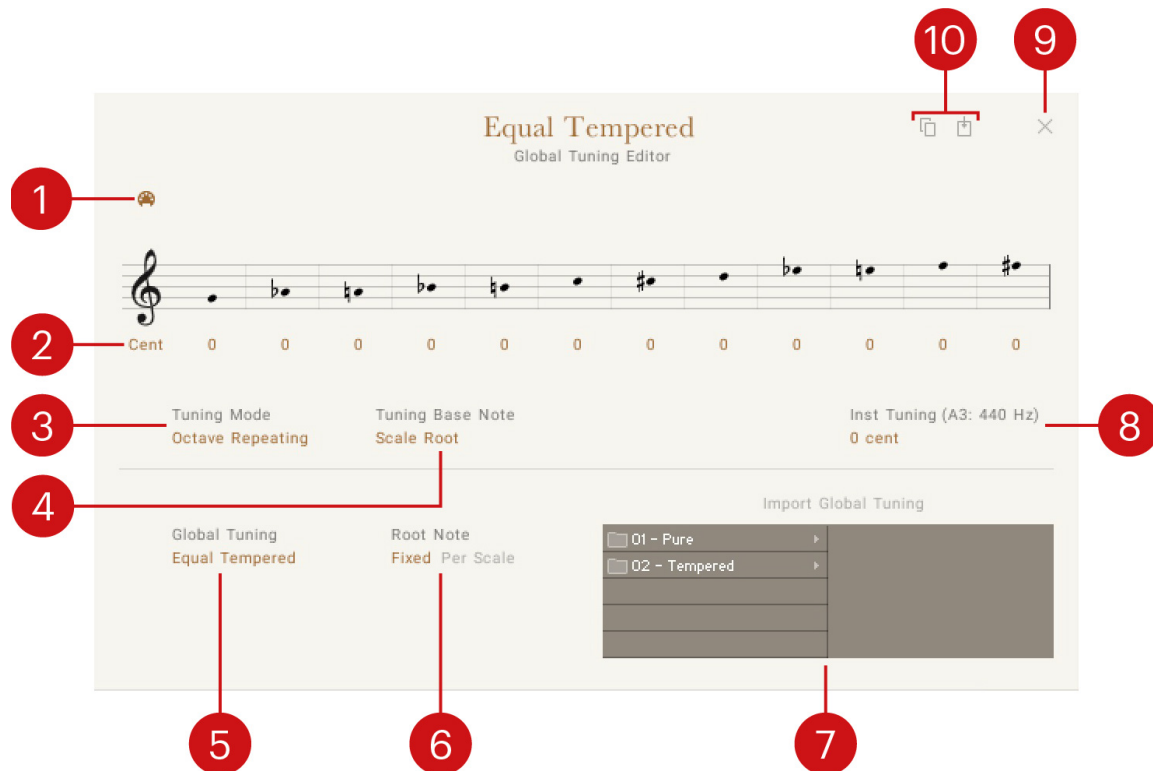 10 9
Equal Tempered
Global Tuning Editor
1
2 Cent 0 0 0 0 0 0 0 0 0 0 0 0
Tuning Mode Tuning Base Note Inst Tuning (A3: 440 Hz)
3 8
Octave Repeating Scale Root 0 cent
4
Import Global Tuning
Global Tuning Root Note
01 - Pure
Equal Tempered Fixed Per Scale
02 - Tempered
5 6 7